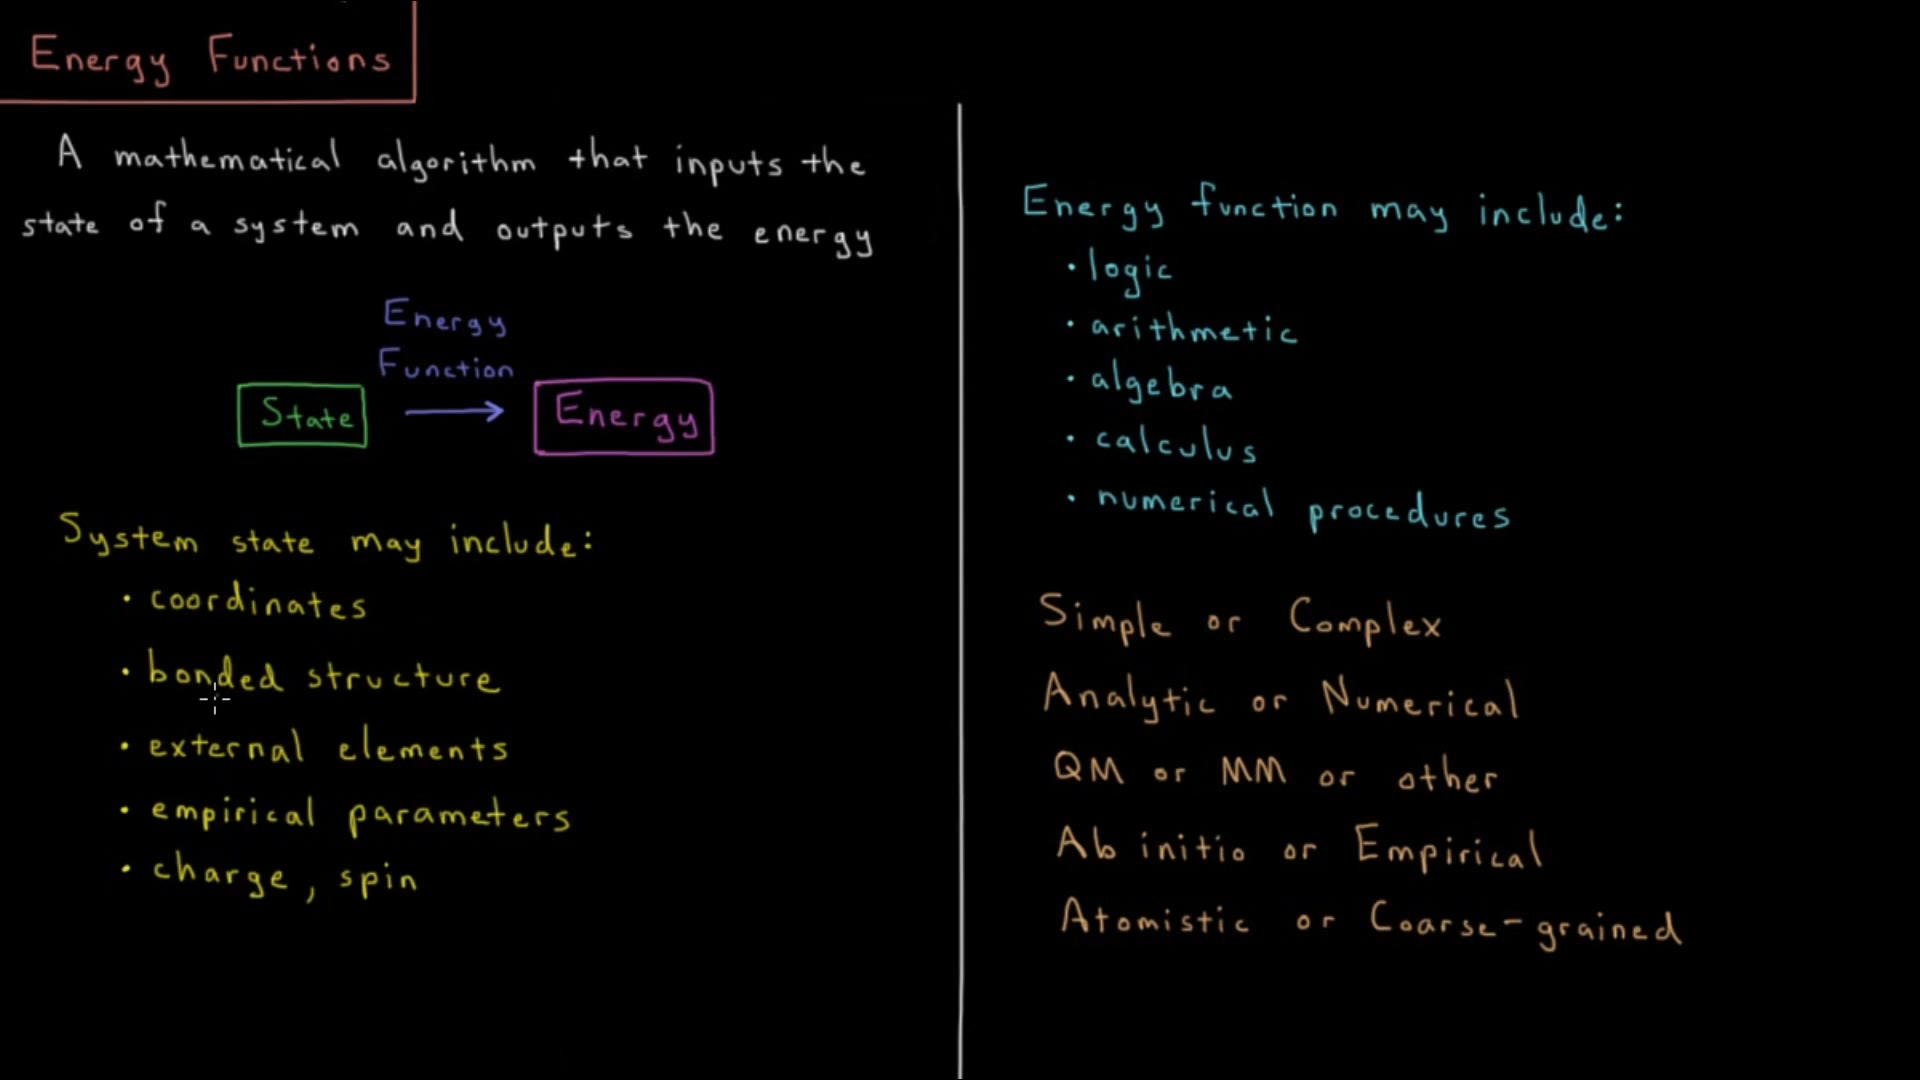 Energy Functions
A mathematical algorithm that inputs the
state of a system and outputs the energy
Energy
Function
State
Energy
System state may include:
• coordinates
• bonded structure
• external elements
• empirical parameters
• charge, spin
Energy function may include:
• logic
• arithmetic
• algebra
• calculus
• numerical procedures
Simple or Complex
Analytic or Numerical
QM or MM or other
Ab initio or Empirical
Atomistic or Coarse-grained